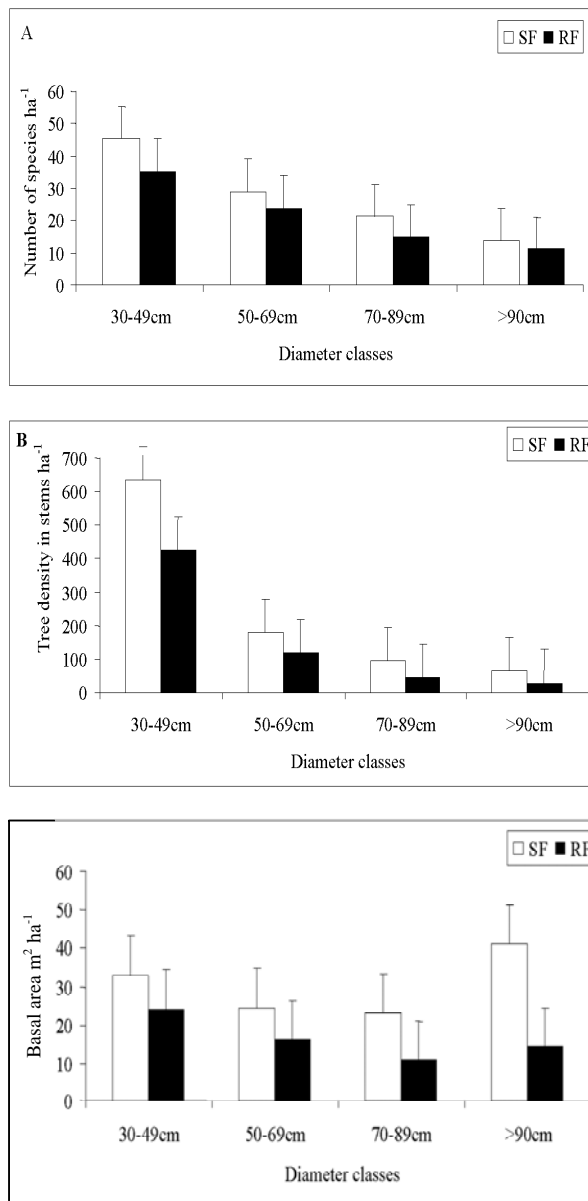 A
SF RF
Number of species ha⁻¹
60
50
40
30
20
10
0
30-49cm 50-69cm 70-89cm >90cm
Diameter classes
B
SF RF
Tree density in stems ha⁻¹
700
600
500
400
300
200
100
0
30-49cm 50-69cm 70-89cm >90cm
Diameter classes
SF RF
Basal area m² ha⁻¹
60
50
40
30
20
10
0
30-49cm 50-69cm 70-89cm >90cm
Diameter classes